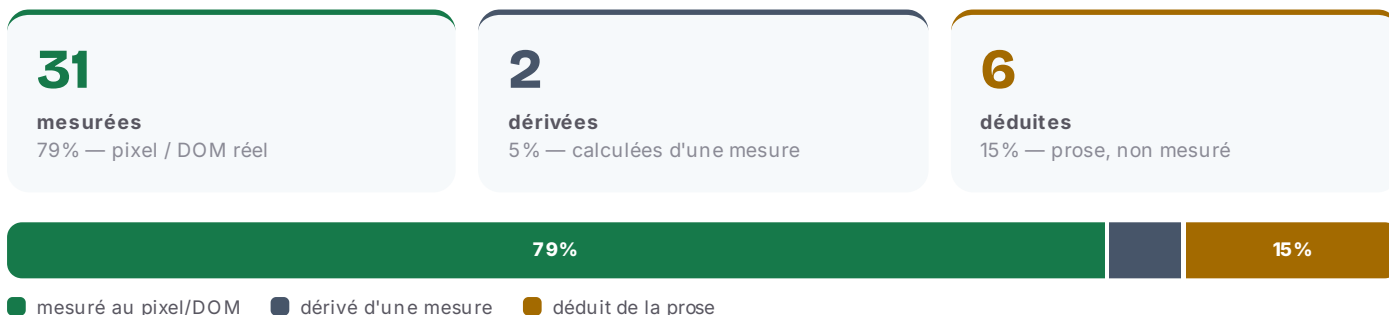 31
mesurées
79% — pixel / DOM réel
2
dérivées
5% — calculées d'une mesure
6
déduites
15% — prose, non mesuré
79%
15%
mesuré au pixel/DOM
dérivé d'une mesure
déduit de la prose